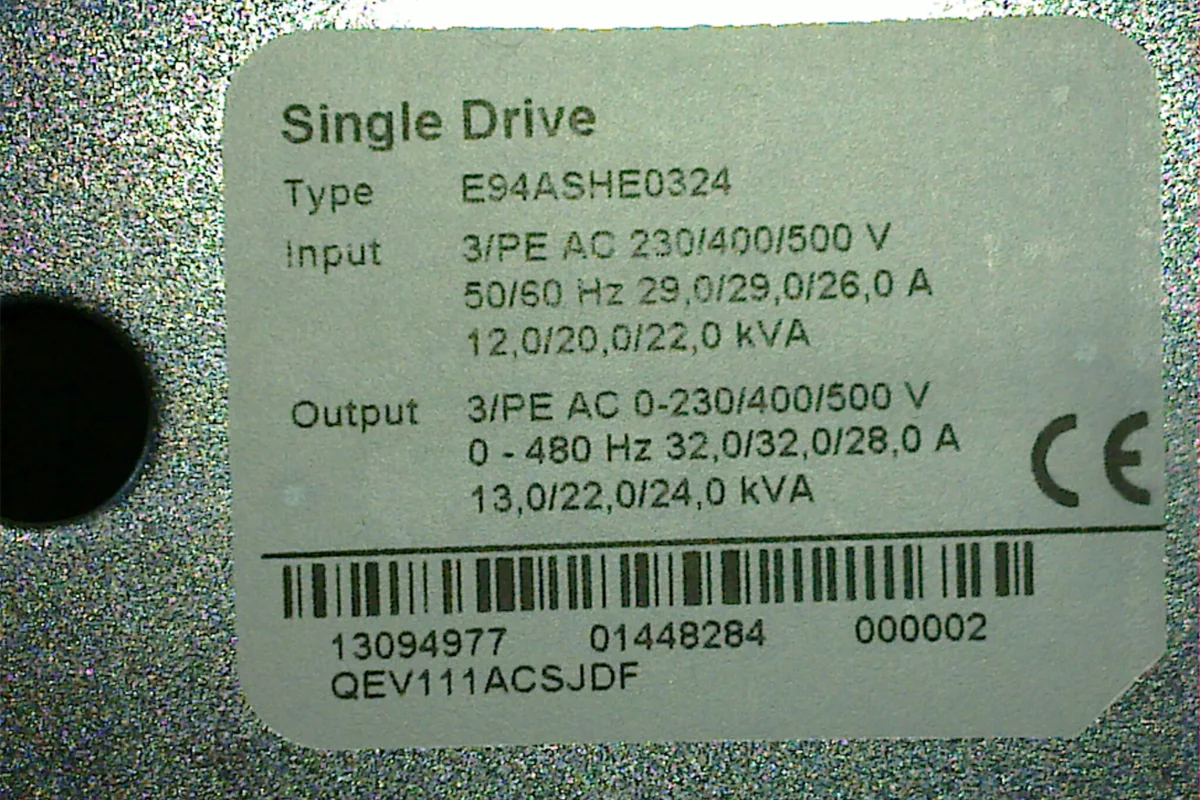 Single Drive
Type E94ASHE0324
Input 3/PE AC 230/400/500 V
50/60 Hz 29,0/29,0/26,0 A
12,0/20,0/22,0 kVA
Output 3/PE AC 0-230/400/500 V
0 - 480 Hz 32,0/32,0/28,0 A
13,0/22,0/24,0 kVA
CE
13094977 01448284 000002
QEV111ACSJDF